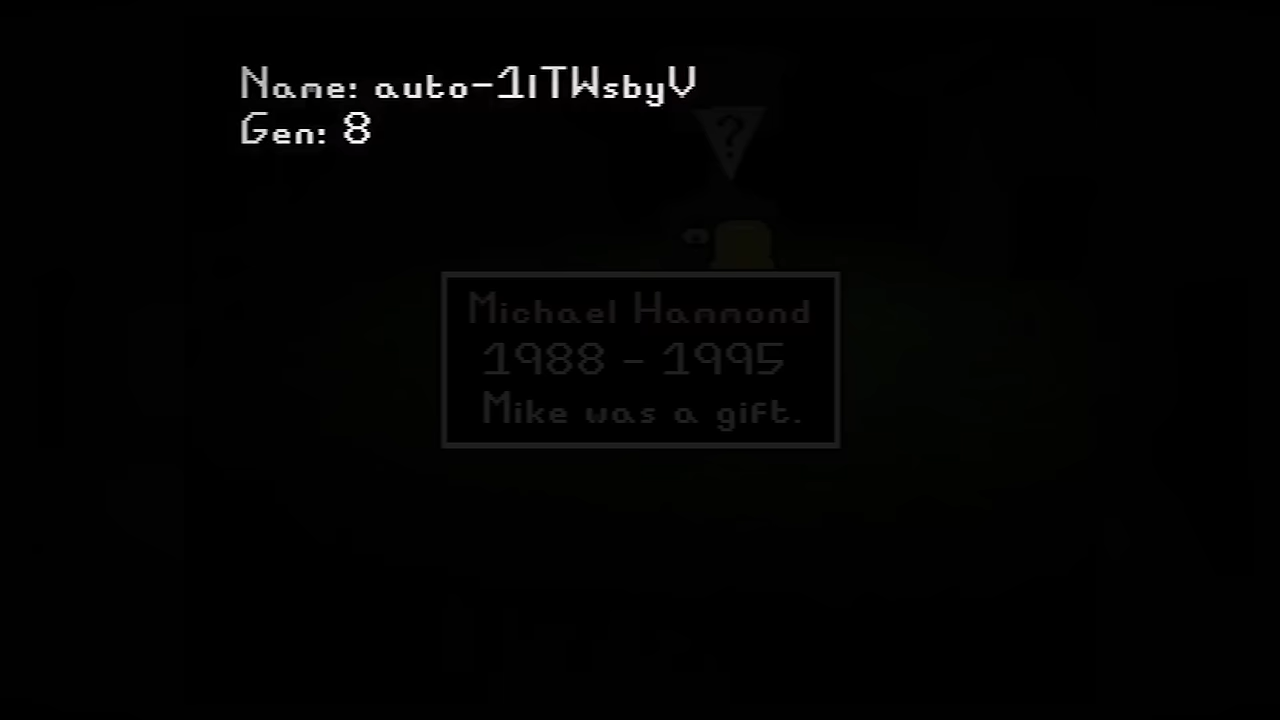 Name: auto-1lTWsbyV
Gen: 8
?
Michael Hammond
1988 - 1995
Mike was a gift.